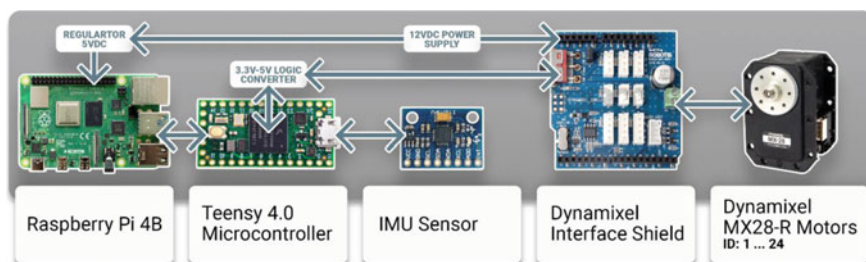 REGULARTOR
5VDC
12VDC POWER
SUPPLY
3.3V-5V LOGIC
CONVERTER
Raspberry Pi 4B
Teensy 4.0
Microcontroller
IMU Sensor
Dynamixel
Interface Shield
Dynamixel
MX28-R Motors
ID: 1 ... 24